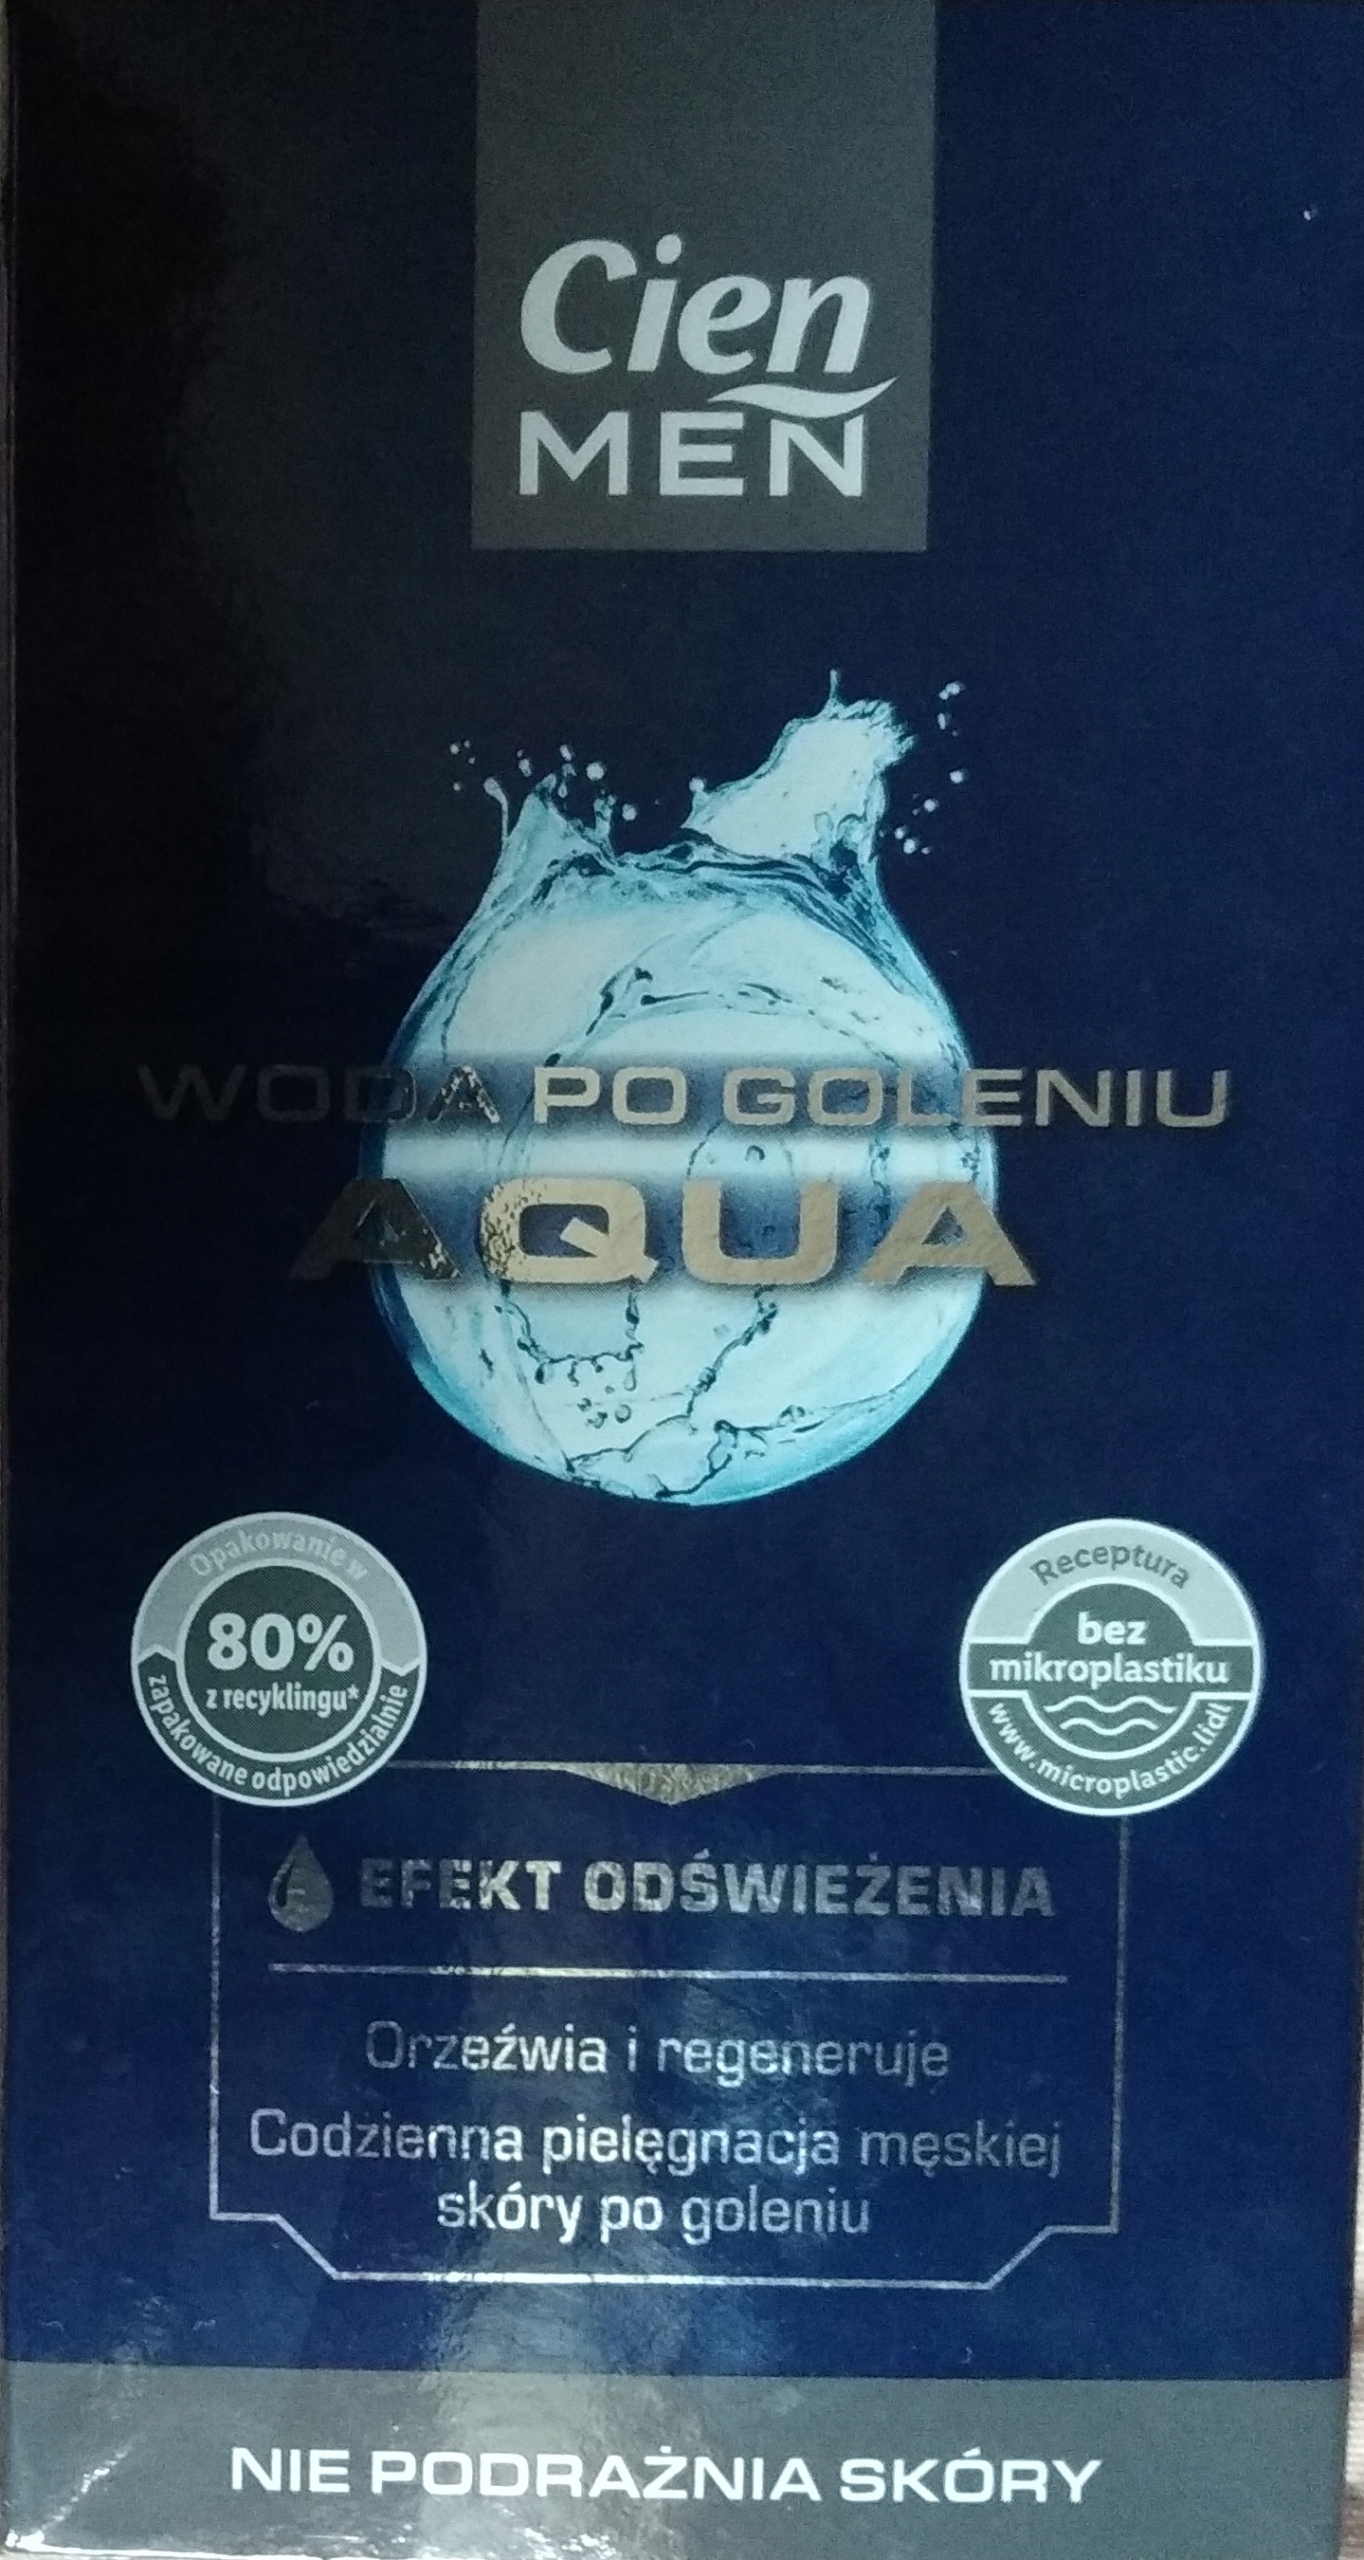 Cien
MEN
WODA PO GOLENIU
AQUA
Opakowanie w
80%
z recyklingu*
zapakowane odpowiedzialnie
Receptura
bez
mikroplastiku
www.microplastic.lidl
EFEKT ODŚWIEŻENIA
Orzeźwia i regeneruje
Codzienna pielęgnacja męskiej
skóry po goleniu
NIE PODRAŻNIA SKÓRY